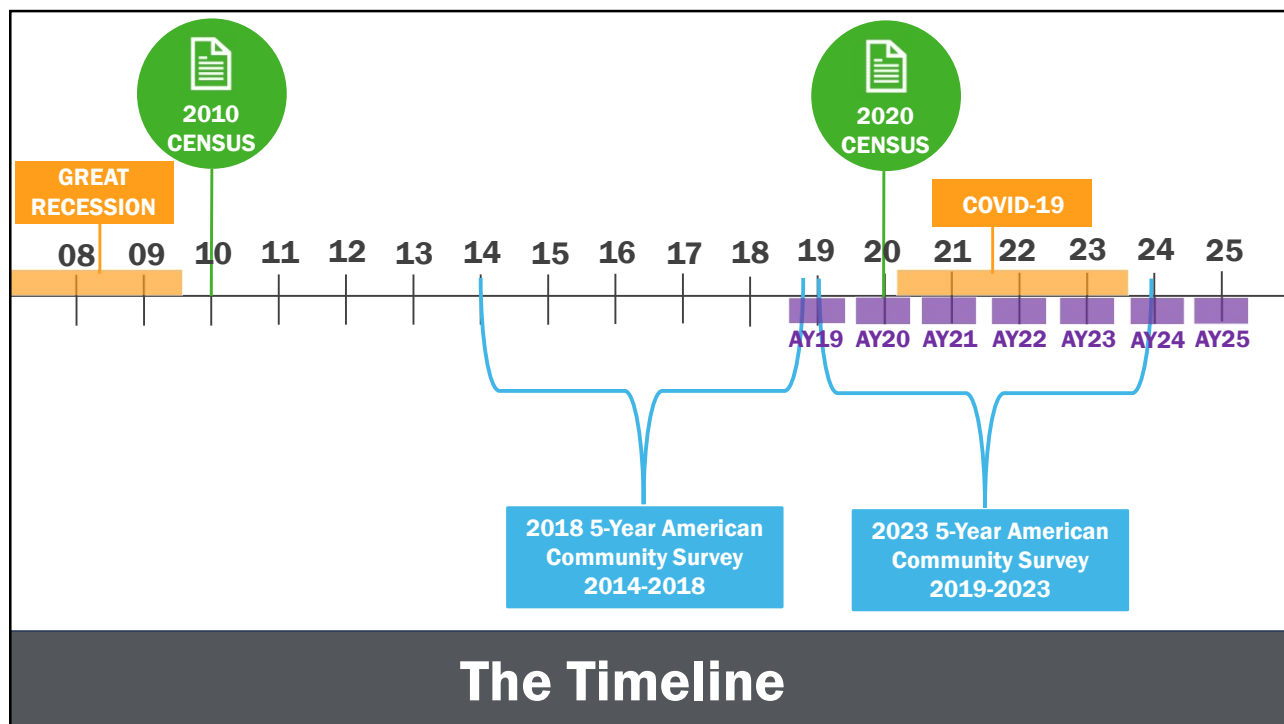 2010
CENSUS
2020
CENSUS
GREAT
RECESSION
COVID-19
08 09 10 11 12 13 14 15 16 17 18 19 20 21 22 23 24 25
AY19 AY20 AY21 AY22 AY23 AY24 AY25
2018 5-Year American
Community Survey
2014-2018
2023 5-Year American
Community Survey
2019-2023
The Timeline